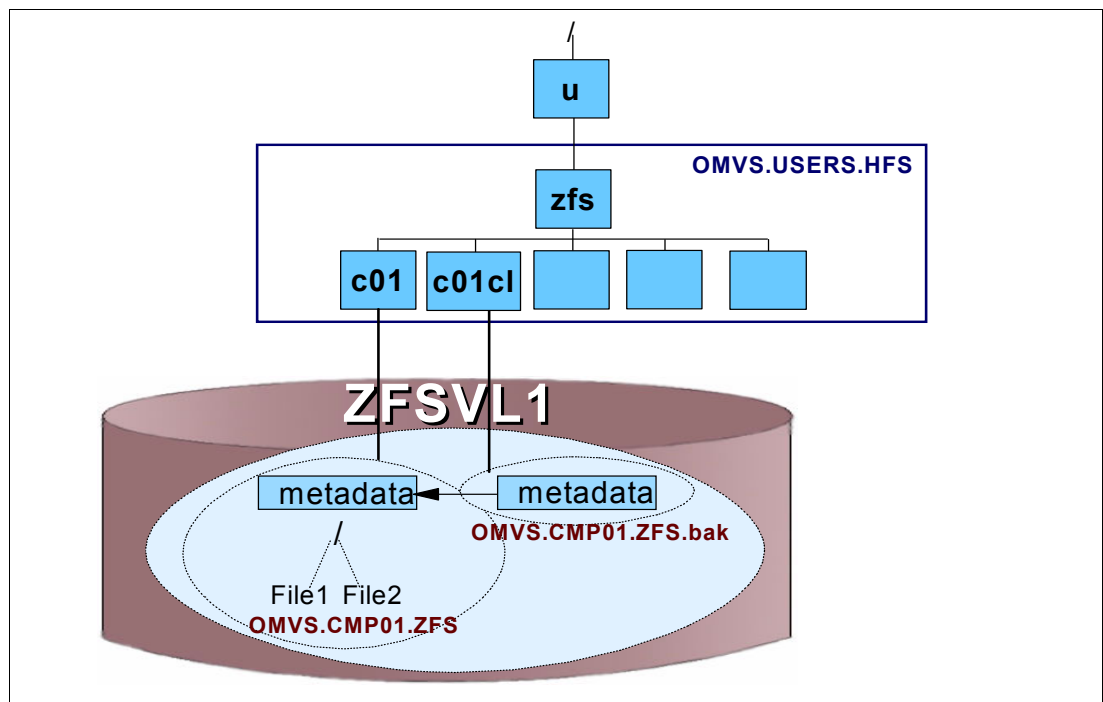 /
u
OMVS.USERS.HFS
zfs
c01 c01cl
ZFSVL1
metadata metadata
OMVS.CMP01.ZFS.bak
/
File1 File2
OMVS.CMP01.ZFS